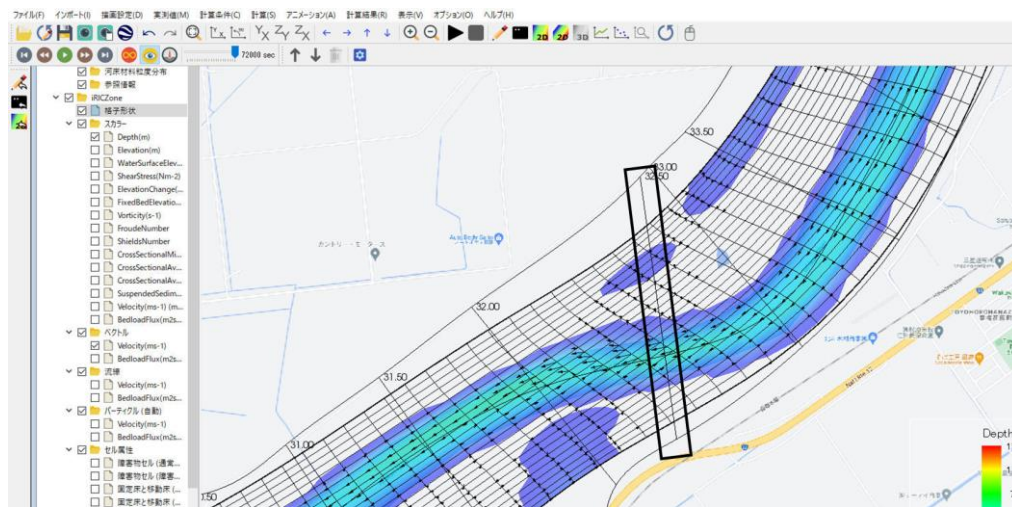 ファイル(F) インポート(I) 描画設定(D) 実測値(M) 計算条件(C) 計算(S) アニメーション(A) 計算結果(R) 表示(V) オプション(O) ヘルプ(H)
2D
3D
72000 sec
河床材料粒度分布
参照情報
iRICZone
格子形状
スカラー
Depth(m)
Elevation(m)
WaterSurfaceElev...
ShearStress(Nm-2)
ElevationChange(...
FixedBedElevatio...
Vorticity(s-1)
FroudeNumber
ShieldsNumber
CrossSectionalMi...
CrossSectionalAv...
CrossSectionalAv...
SuspendedSedim...
Velocity(ms-1) (m...
BedloadFlux(m2s...
ベクトル
Velocity(ms-1)
BedloadFlux(m2s...
流線
Velocity(ms-1)
BedloadFlux(m2s...
パーティクル (自動)
Velocity(ms-1)
BedloadFlux(m2s...
セル属性
障害物セル (通常...
障害物セル (障害...
固定床と移動床 (...
固定床と移動床 (...
33.50
33.00
32.50
32.00
31.50
31.00
Depth